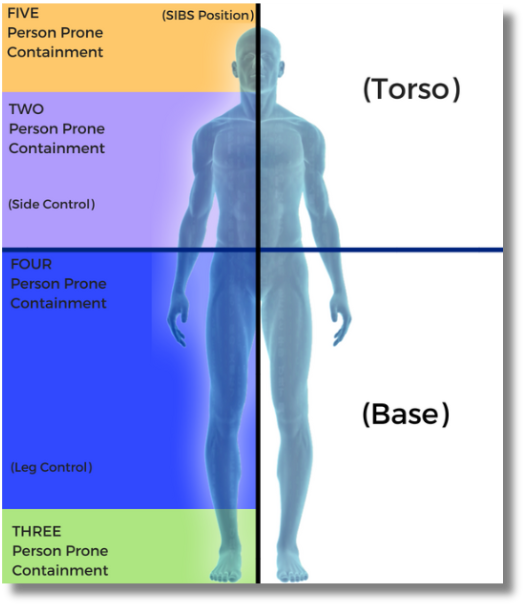 FIVE
Person Prone
Containment
(SIBS Position)
(Torso)
TWO
Person Prone
Containment
(Side Control)
FOUR
Person Prone
Containment
(Base)
(Leg Control)
THREE
Person Prone
Containment